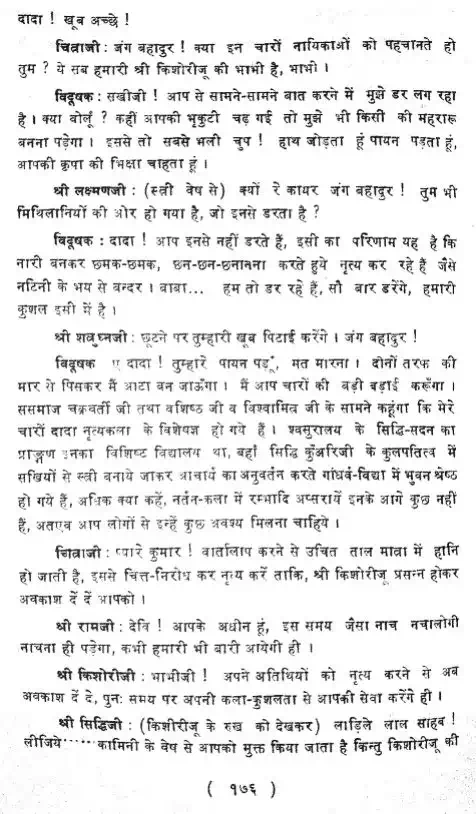 दादा ! खूब अच्छे !
चित्राजी : जंग बहादुर ! क्या इन चारों नायिकाओं को पहचानते हो
तुम ? ये सब हमारी श्री किशोरीजू की भाभी है, भाभी ।
विदूषक : सखीजी ! आप से सामने-सामने बात करने में मुझे डर लग रहा
है । क्या बोलूँ ? कहीं आपकी भृकुटी चढ़ गई तो मुझे भी किसी की महरारू
बनना पड़ेगा । इससे तो सबसे भली चुप ! हाथ जोड़ता हूं पायन पड़ता हूं,
आपकी कृपा की भिक्षा चाहता हूं ।
श्री लक्ष्मणजी : (स्त्री वेष से) क्यों रे कायर जंग बहादुर ! तुम भी
मिथिलानियों की ओर हो गया है, जो इनसे डरता है ?
विदूषक : दादा ! आप इनसे नहीं डरते हैं, इसी का परिणाम यह है कि
नारी बनकर छमक-छमक, छन-छन-छनानना करते हुये नृत्य कर रहे हैं जैसे
नटिनी के भय से बन्दर । बाबा... हम तो डर रहे हैं, सौ बार डरेंगे, हमारी
कुशल इसी में है ।
श्री शत्रुघ्नजी : छूटने पर तुम्हारी खूब पिटाई करेंगे । जंग बहादुर !
विदूषक ए दादा ! तुम्हारे पायन पड़ूँ, मत मारना । दोनों तरफ की
मार से पिसकर मैं आटा बन जाऊँगा । मैं आप चारों की बड़ी बड़ाई करूँगा ।
ससमाज चक्रवर्ती जी तथा वशिष्ठ जी व विश्वामित्र जी के सामने कहूंगा कि मेरे
चारों दादा नृत्यकला के विशेषज्ञ हो गये हैं । श्वसुरालय के सिद्धि-सदन का
प्राङ्गण इनका विशिष्ट विद्यालय था, वहाँ सिद्धि कुँअरिजी के कुलपतित्व में
सखियों से स्त्री बनाये जाकर आचार्य का अनुवर्तन करते गांधर्व-विद्या में भुवन श्रेष्ठ
हो गये हैं, अधिक क्या कहें, नर्तन-कला में रम्भादि अप्सरायें इनके आगे कुछ नहीं
हैं, अतएव आप लोगों से इन्हें कुछ अवश्य मिलना चाहिये ।
चित्राजी : प्यारे कुमार ! वार्तालाप करने से उचित ताल मात्रा में हानि
हो जाती है, इससे चित्त-निरोध कर नृत्य करें ताकि, श्री किशोरीजू प्रसन्न होकर
अवकाश दें दें आपको ।
श्री रामजी : देवि ! आपके अधीन हूं, इस समय जैसा नाच नचालोगी
नाचना ही पड़ेगा, कभी हमारी भी बारी आयेगी ही ।
श्री किशोरीजी : भाभीजी ! अपने अतिथियों को नृत्य करने से अब
अवकाश दें दे, पुनः समय पर अपनी कला-कुशलता से आपकी सेवा करेंगे ही ।
श्री सिद्धिजी : (किशोरीजू के रुख को देखकर) लाड़िले लाल साहब !
लीजिये...... कामिनी के वेष से आपको मुक्त किया जाता है किन्तु किशोरीजू की
( १७६ )